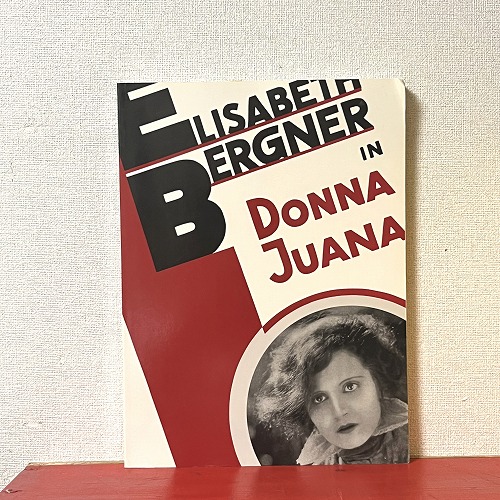 ELISABETH
BERGNER
IN
DONNA
JUANA